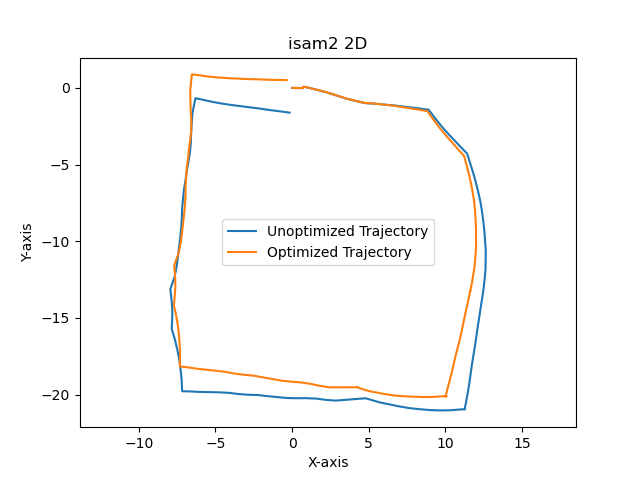 isam2 2D
0
−5
−10
−15
−20
Y-axis
Unoptimized Trajectory
Optimized Trajectory
−10
−5
0
5
10
15
X-axis